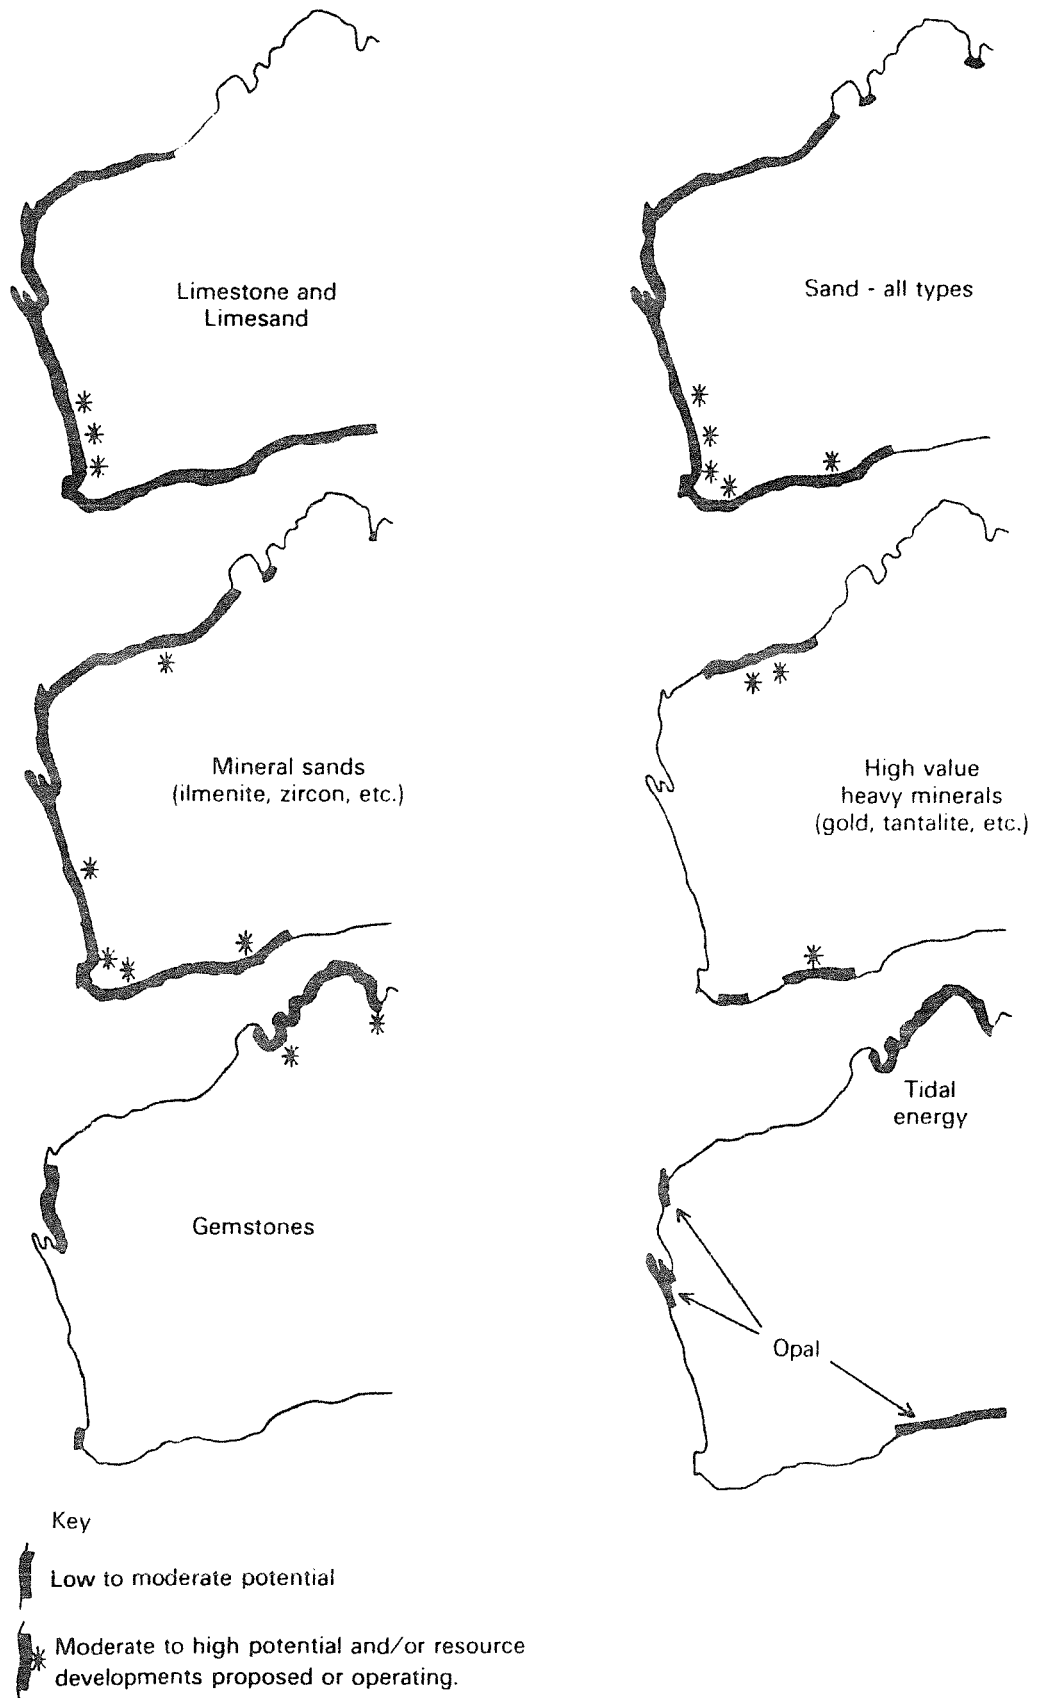 Limestone and
Limesand
Sand - all types
Mineral sands
(ilmenite, zircon, etc.)
High value
heavy minerals
(gold, tantalite, etc.)
Gemstones
Tidal
energy
Opal
Key
Low to moderate potential
Moderate to high potential and/or resource
developments proposed or operating.